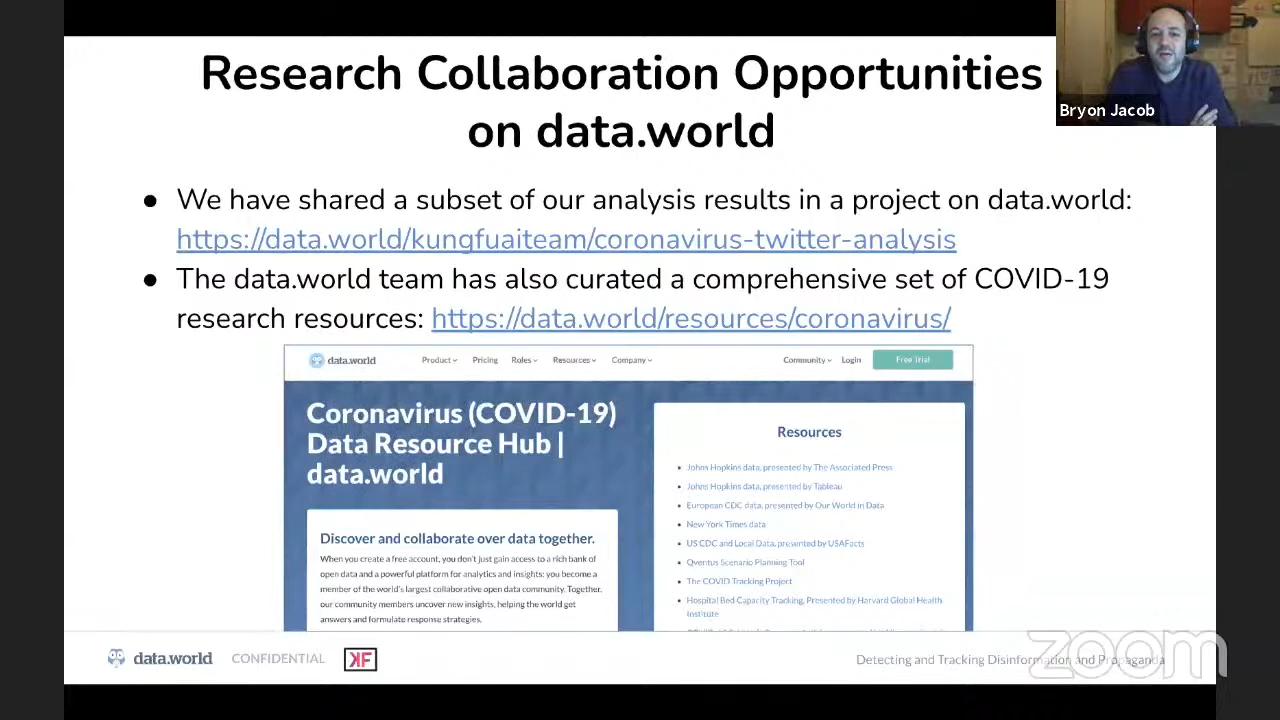 Research Collaboration Opportunities
on data.world
Bryon Jacob
● We have shared a subset of our analysis results in a project on data.world:
https://data.world/kungfuaiteam/coronavirus-twitter-analysis
● The data.world team has also curated a comprehensive set of COVID-19
research resources: https://data.world/resources/coronavirus/
data.world Product Pricing Roles Resources Company Community Login Free Trial
Coronavirus (COVID-19)
Data Resource Hub |
data.world
Discover and collaborate over data together.
When you create a free account, you don't just gain access to a rich bank of
open data and a powerful platform for analytics and insights: you become a
member of the world's largest collaborative open data community. Together,
our community members uncover new insights, helping the world get
answers and formulate response strategies.
Resources
• Johns Hopkins data, presented by The Associated Press
• Johns Hopkins data, presented by Tableau
• European CDC data, presented by Our World in Data
• New York Times data
• US CDC and Local Data, presented by USAFacts
• Qventus Scenario Planning Tool
• The COVID Tracking Project
• Hospital Bed Capacity Tracking, Presented by Harvard Global Health
Institute
data.world CONFIDENTIAL KF Detecting and Tracking Disinformation and Propaganda
zoom